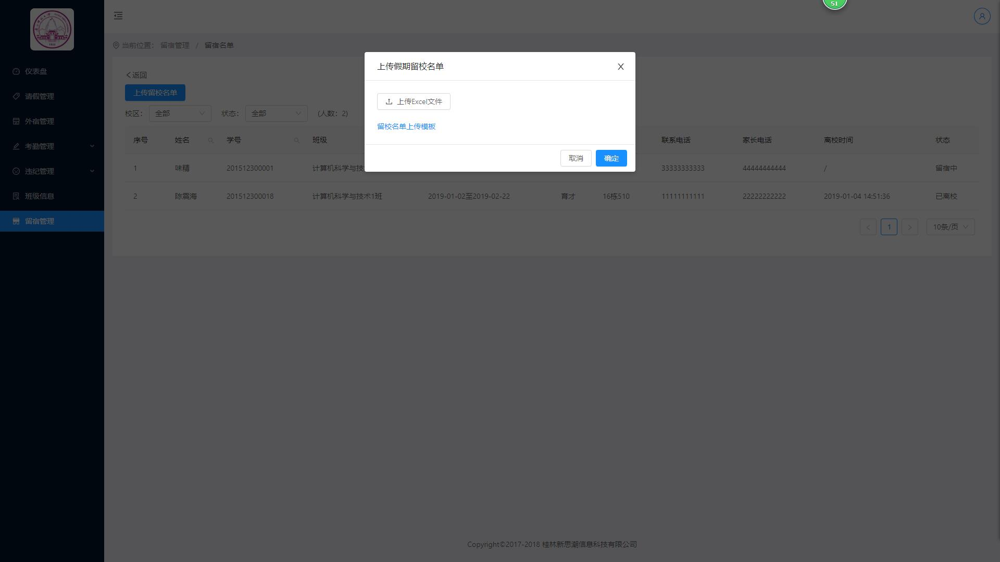 51
当前位置： 留宿管理 / 留宿名单
仪表盘
请假管理
外宿管理
考勤管理
违纪管理
班级信息
留宿管理
返回
上传留校名单
校区： 全部 状态： 全部 (人数：2)
上传假期留校名单
上传Excel文件
留校名单上传模板
取消 确定
序号 姓名 学号 班级 联系电话 家长电话 离校时间 状态
1 味精 201512300001 计算机科学与技 33333333333 44444444444 / 留宿中
2 陈震海 201512300018 计算机科学与技术1班 2019-01-02至2019-02-22 育才 16栋510 11111111111 22222222222 2019-01-04 14:51:36 已离校
< 1 > 10条/页
Copyright©2017-2018 桂林新思潮信息科技有限公司